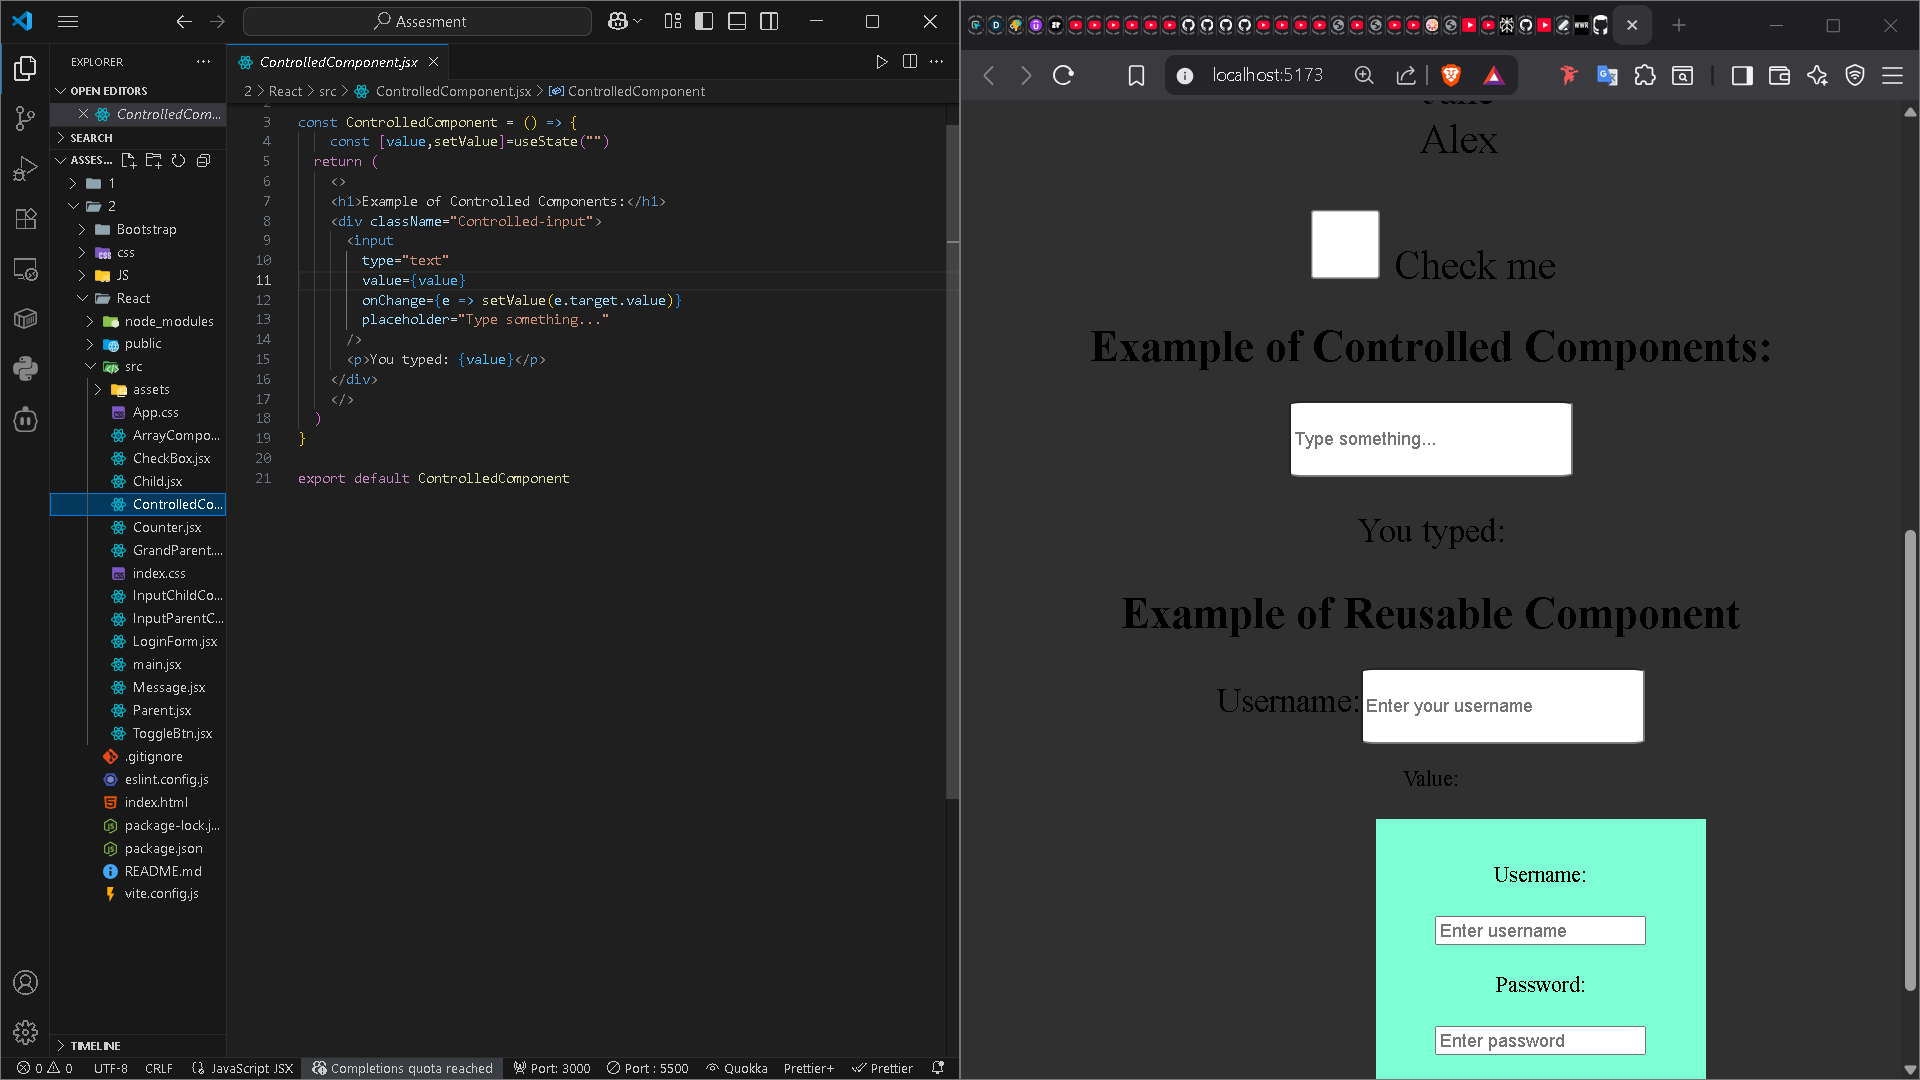 Assesment
EXPLORER
OPEN EDITORS
ControlledCom...
SEARCH
ASSES...
1
2
Bootstrap
css
JS
React
node_modules
public
src
assets
App.css
ArrayCompo...
CheckBox.jsx
Child.jsx
ControlledCo...
Counter.jsx
GrandParent....
index.css
InputChildCo...
InputParentC...
LoginForm.jsx
main.jsx
Message.jsx
Parent.jsx
ToggleBtn.jsx
.gitignore
eslint.config.js
index.html
package-lock.j...
package.json
README.md
vite.config.js
TIMELINE
ControlledComponent.jsx
2 > React > src > ControlledComponent.jsx > ControlledComponent
3 const ControlledComponent = () => {
4 const [value,setValue]=useState("")
5 return (
6 <>
7 <h1>Example of Controlled Components:</h1>
8 <div className="Controlled-input">
9 <input
10 type="text"
11 value={value}
12 onChange={e => setValue(e.target.value)}
13 placeholder="Type something..."
14 />
15 <p>You typed: {value}</p>
16 </div>
17 </>
18 )
19 }
20
21 export default ControlledComponent
0 0 UTF-8 CRLF JavaScript JSX Completions quota reached Port: 3000 Port : 5500 Quokka Prettier+ Prettier
localhost:5173
Alex
Check me
Example of Controlled Components:
Type something...
You typed:
Example of Reusable Component
Username: Enter your username
Value:
Username:
Enter username
Password:
Enter password